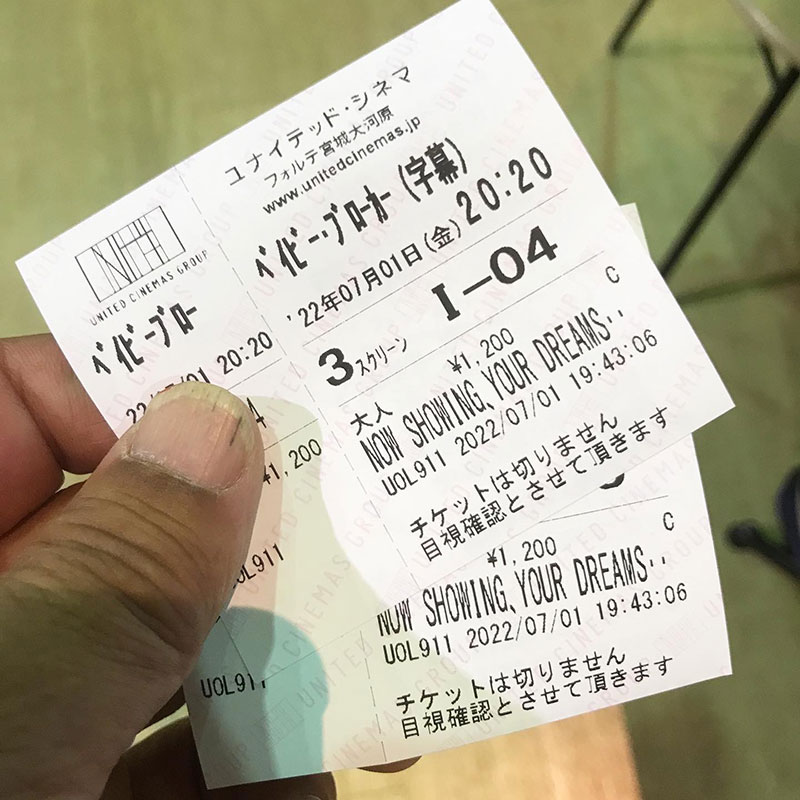 ユナイテッド・シネマ
フォルテ宮城大河原
www.unitedcinemas.jp
ベイビー・ブローカー(字幕)
'22年07月01日(金) 20:20
3スクリーン I-04
C
大人 ¥1,200
NOW SHOWING、YOUR DREAMS‥
UOL911 2022/07/01 19:43:06
チケットは切りません
目視確認とさせて頂きます
UNITED CINEMAS GROUP
ベイビー・ブロー
20:20
¥1,200
UOL911
C
¥1,200
NOW SHOWING、YOUR DREAMS‥
UOL911 2022/07/01 19:43:06
チケットは切りません
目視確認とさせて頂きます
UOL911